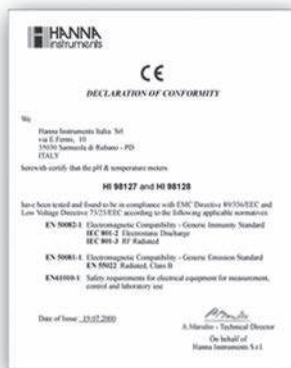 HANNA
instruments
CE
DECLARATION OF CONFORMITY
We
Hanna Instruments Italia Srl
via E.Fermi, 10
35030 Sarmeola di Rubano - PD
ITALY
herewith certify that the pH & temperature meters
HI 98127 and HI 98128
have been tested and found to be in compliance with EMC Directive 89/336/EEC and
Low Voltage Directive 73/23/EEC according to the following applicable normatives:
EN 50082-1 Electromagnetic Compatibility - Generic Immunity Standard
IEC 801-2 Electrostatic Discharge
IEC 801-3 RF Radiated
EN 50081-1 Electromagnetic Compatibility - Generic Emission Standard
EN 55022 Radiated, Class B
EN61010-1 Safety requirements for electrical equipment for measurement,
control and laboratory use
Date of Issue: 19.07.2000
A.Marsilio - Technical Director
On behalf of
Hanna Instruments S.r.l.